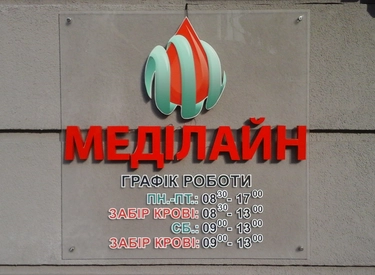 МЕДІЛАЙН
ГРАФІК РОБОТИ
ПН.-ПТ.: 08³⁰- 17⁰⁰
ЗАБІР КРОВІ: 08³⁰- 13⁰⁰
СБ.: 09⁰⁰- 13⁰⁰
ЗАБІР КРОВІ: 09⁰⁰- 13⁰⁰